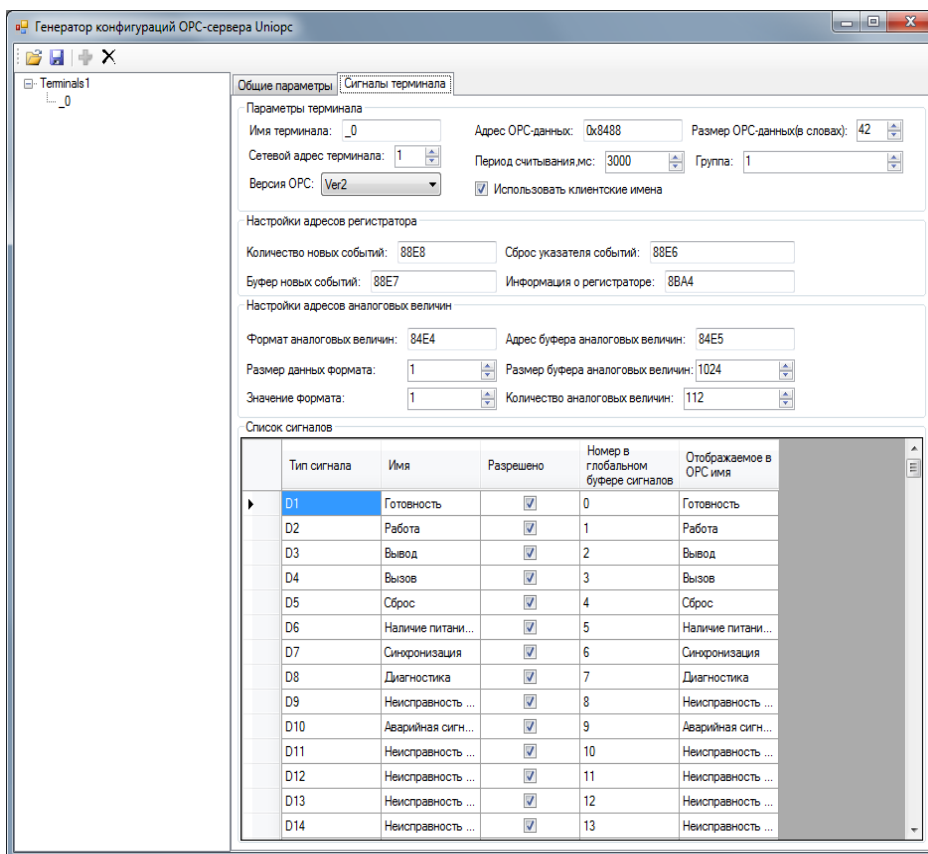 Генератор конфигураций OPC-сервера Uniopc
Terminals1
_0
Общие параметры Сигналы терминала
Параметры терминала
Имя терминала: _0 Адрес OPC-данных: 0x8488 Размер OPC-данных(в словах): 42
Сетевой адрес терминала: 1 Период считывания,мс: 3000 Группа: 1
Версия OPC: Ver2 Использовать клиентские имена
Настройки адресов регистратора
Количество новых событий: 88E8 Сброс указателя событий: 88E6
Буфер новых событий: 88E7 Информация о регистраторе: 8BA4
Настройки адресов аналоговых величин
Формат аналоговых величин: 84E4 Адрес буфера аналоговых величин: 84E5
Размер данных формата: 1 Размер буфера аналоговых величин: 1024
Значение формата: 1 Количество аналоговых величин: 112
Список сигналов
Тип сигнала Имя Разрешено Номер в глобальном буфере сигналов Отображаемое в OPC имя
D1 Готовность 0 Готовность
D2 Работа 1 Работа
D3 Вывод 2 Вывод
D4 Вызов 3 Вызов
D5 Сброс 4 Сброс
D6 Наличие питани... 5 Наличие питани...
D7 Синхронизация 6 Синхронизация
D8 Диагностика 7 Диагностика
D9 Неисправность ... 8 Неисправность ...
D10 Аварийная сигн... 9 Аварийная сигн...
D11 Неисправность ... 10 Неисправность ...
D12 Неисправность ... 11 Неисправность ...
D13 Неисправность ... 12 Неисправность ...
D14 Неисправность ... 13 Неисправность ...